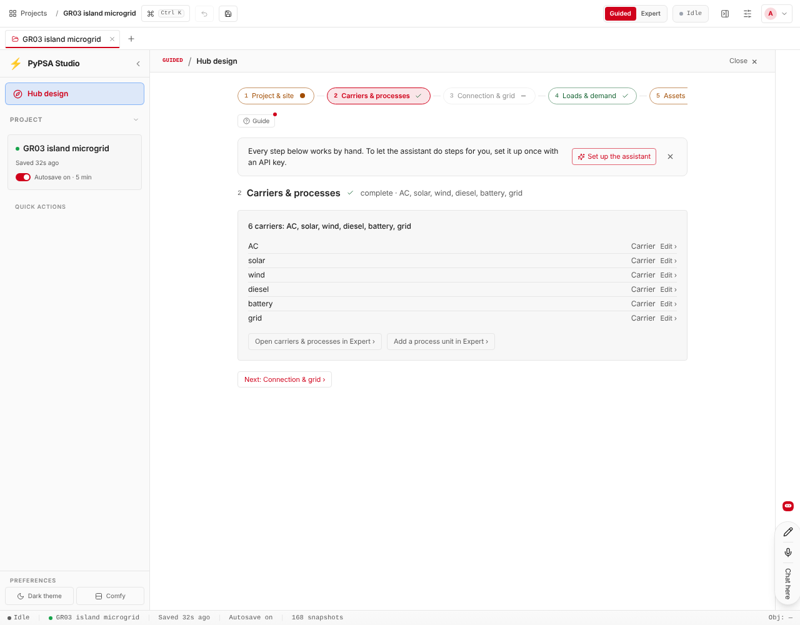 Projects / GR03 island microgrid ⌘ Ctrl K Guided Expert Idle A
GR03 island microgrid × +
PyPSA Studio
GUIDED / Hub design Close ×
Hub design
PROJECT
GR03 island microgrid
Saved 32s ago
Autosave on · 5 min
QUICK ACTIONS
1 Project & site 2 Carriers & processes ✓ 3 Connection & grid – 4 Loads & demand ✓ 5 Assets
Guide
Every step below works by hand. To let the assistant do steps for you, set it up once with
an API key.
Set up the assistant ×
2 Carriers & processes ✓ complete · AC, solar, wind, diesel, battery, grid
6 carriers: AC, solar, wind, diesel, battery, grid
AC Carrier Edit ›
solar Carrier Edit ›
wind Carrier Edit ›
diesel Carrier Edit ›
battery Carrier Edit ›
grid Carrier Edit ›
Open carriers & processes in Expert › Add a process unit in Expert ›
Next: Connection & grid ›
Chat here
PREFERENCES
Dark theme Comfy
Idle GR03 island microgrid Saved 32s ago Autosave on 168 snapshots Obj: —